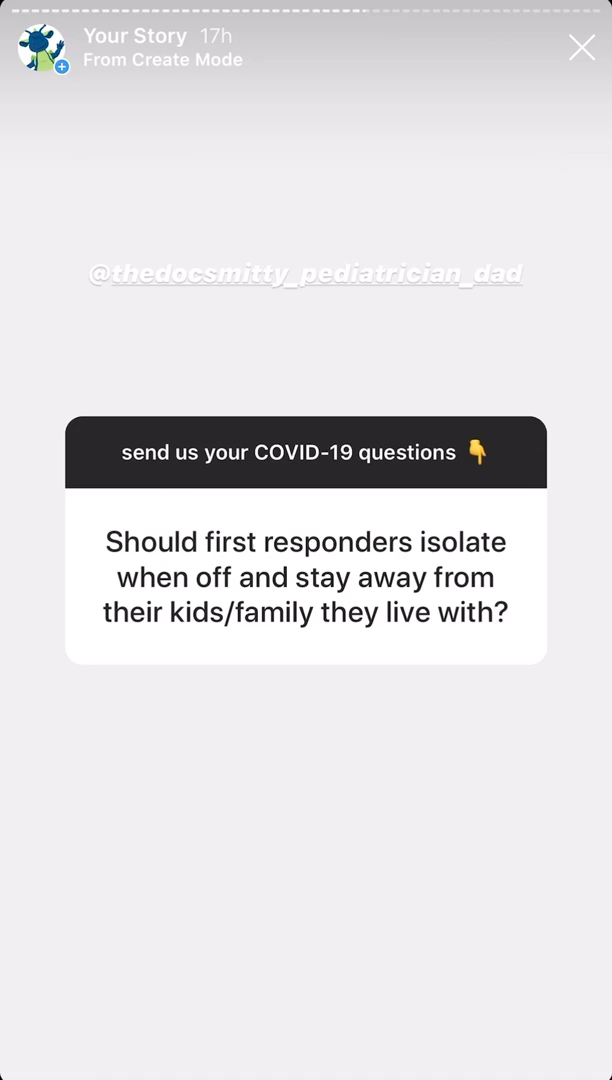 Your Story 17h
From Create Mode
@thedocsmitty_pediatrician_dad
send us your COVID-19 questions 👇
Should first responders isolate
when off and stay away from
their kids/family they live with?